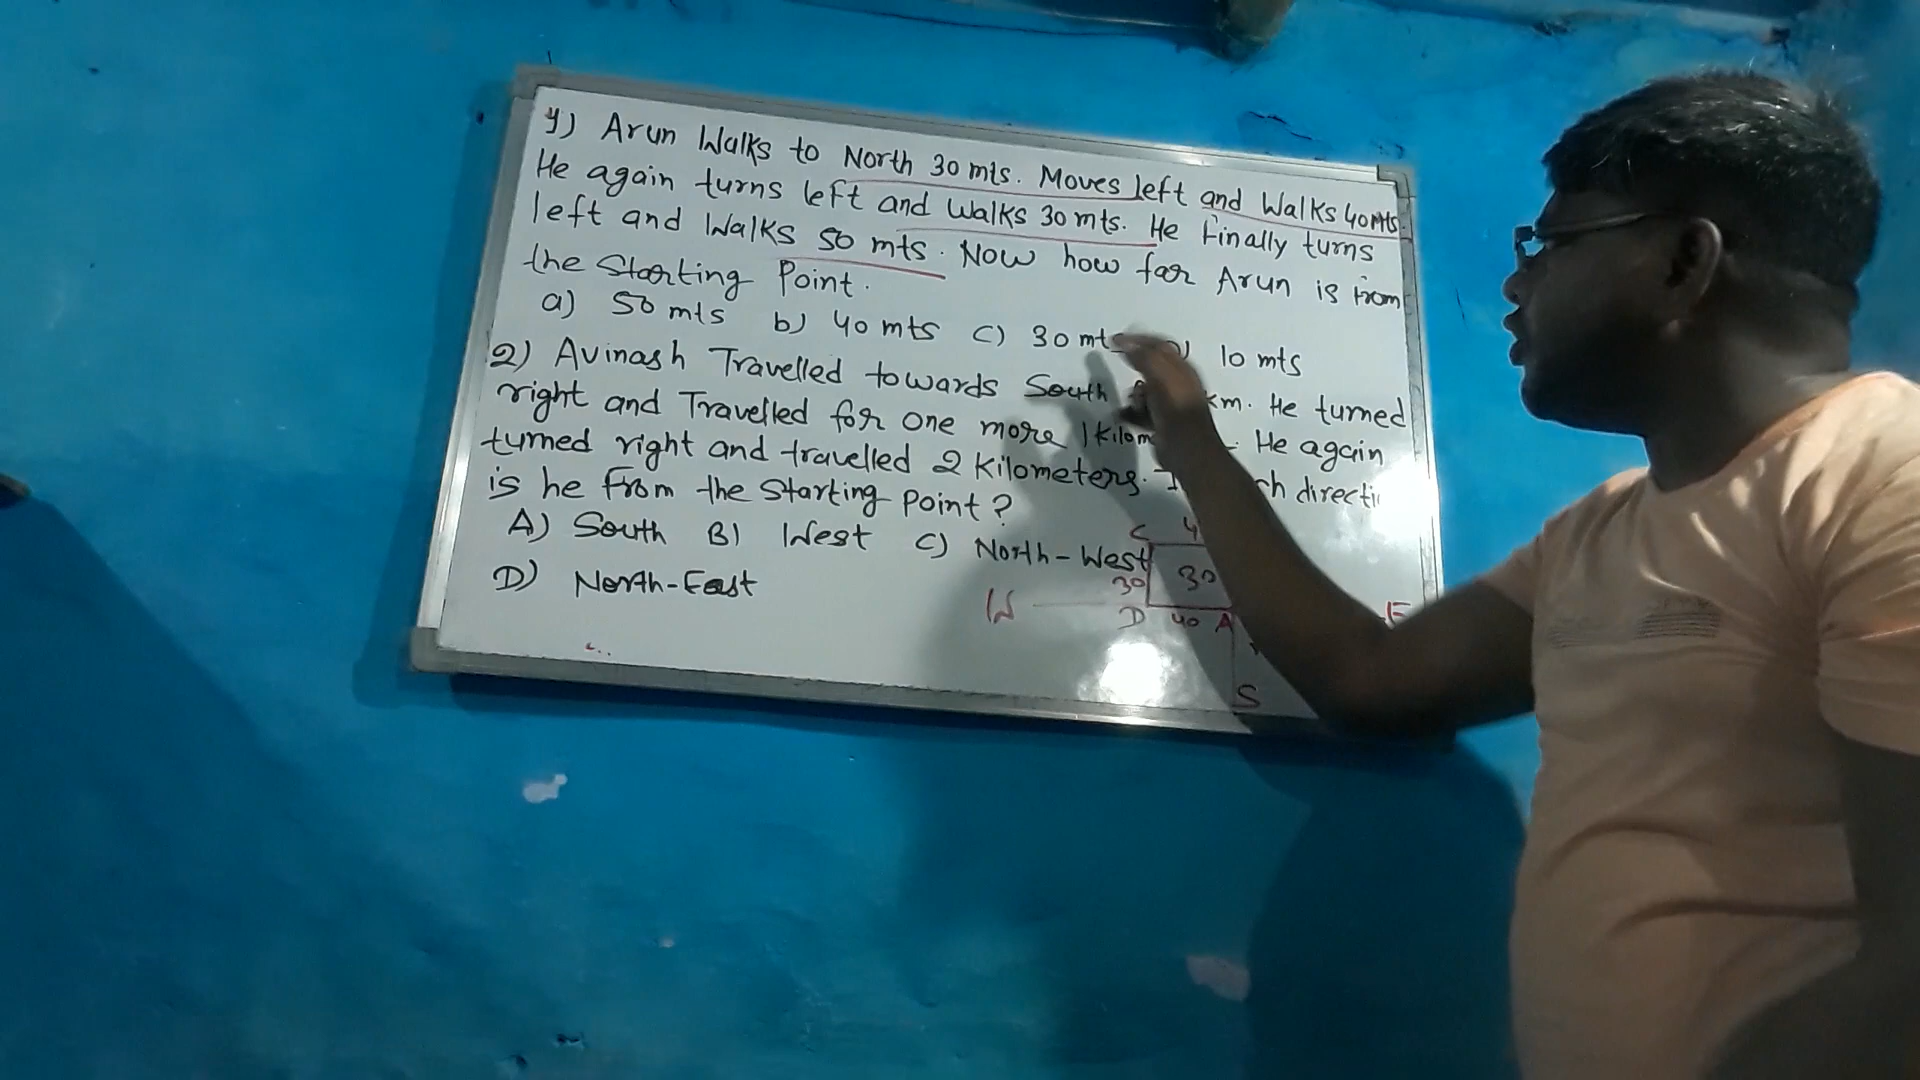 1) Arun Walks to North 30 mts. Moves left and Walks 40 Mts.
He again turns left and Walks 30 mts. He Finally turns
left and Walks 50 mts. Now how far Arun is from
the Starting Point.
a) 50 mts b) 40 mts c) 30 mts 10 mts
2) Avinash Travelled towards South km. He turned
right and Travelled for one more 1 He again
turned right and travelled 2 Kilometers.
is he From the Starting Point?
A) South B) West C) North-West
D) North-East
C 4
30 30
W D 40 A E
S